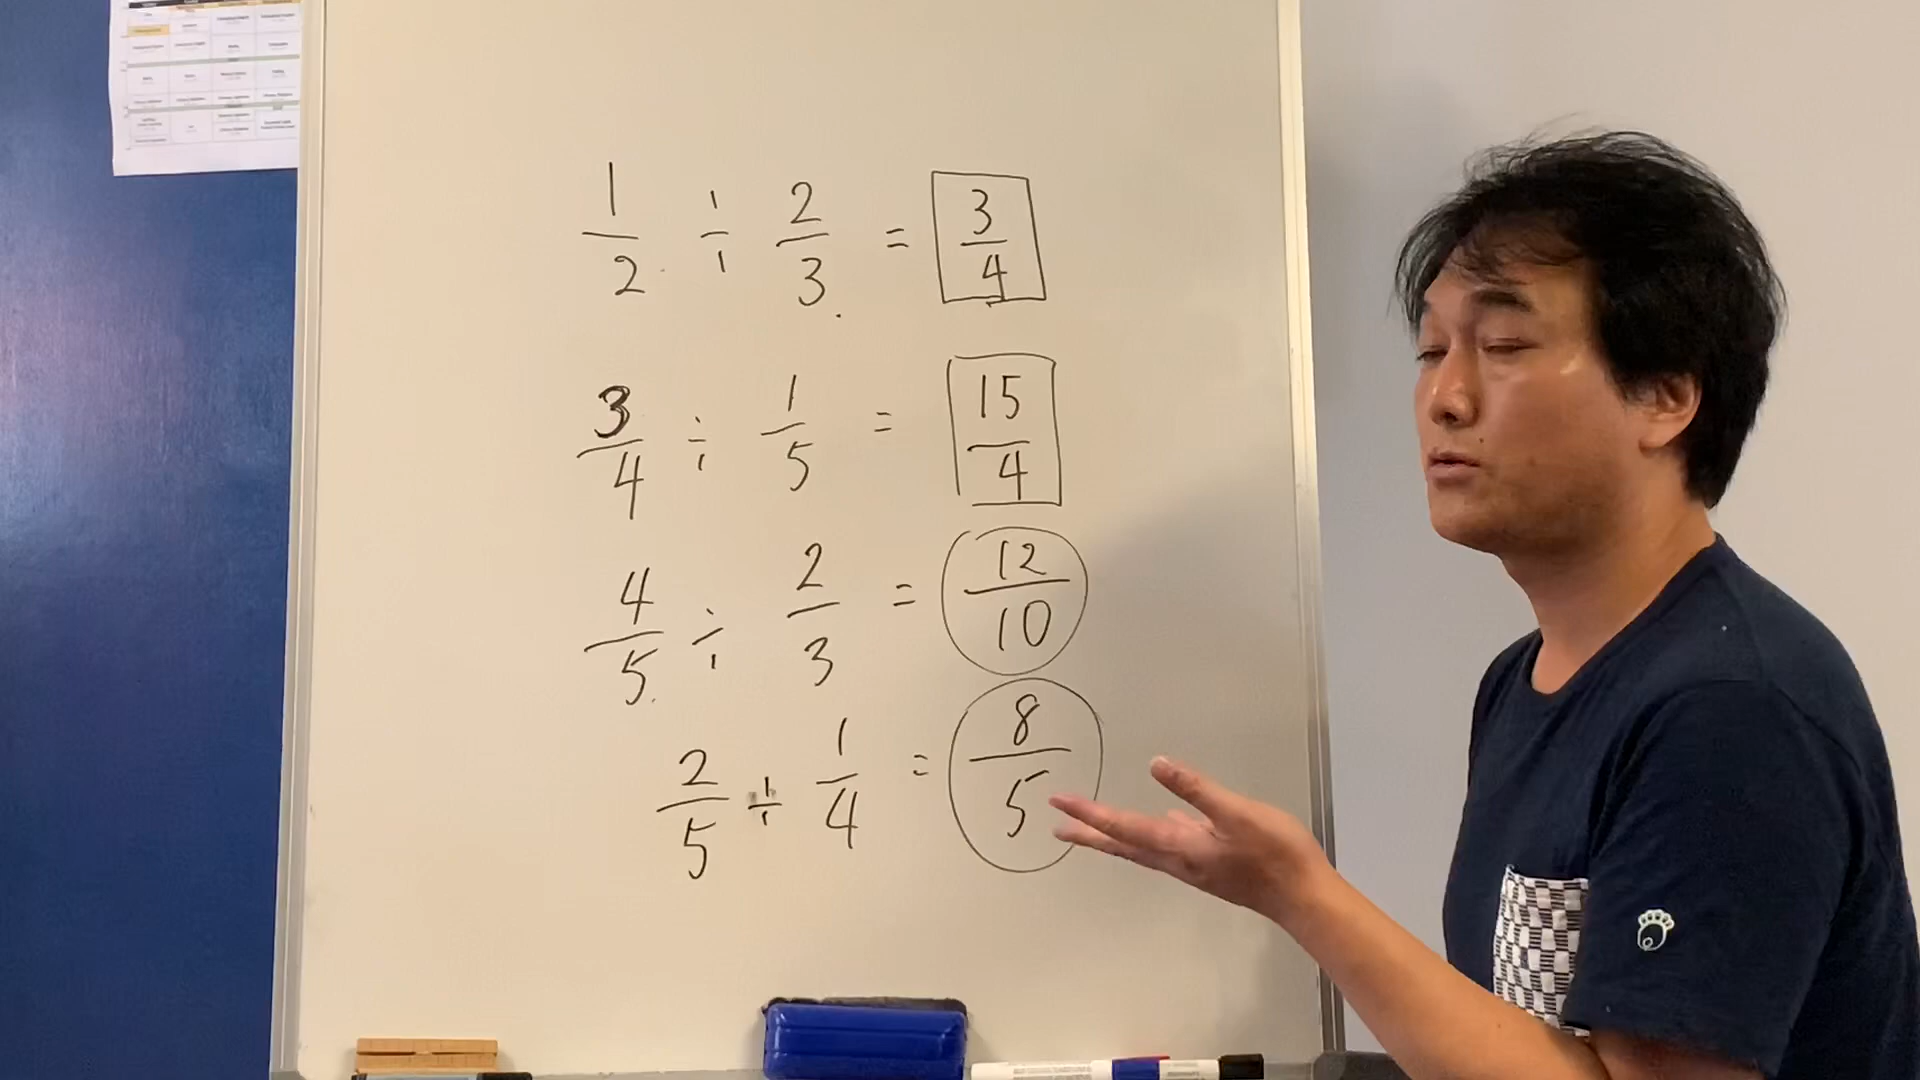 1/2 ÷ 2/3 = 3/4
3/4 ÷ 1/5 = 15/4
4/5 ÷ 2/3 = 12/10
2/5 ÷ 1/4 = 8/5